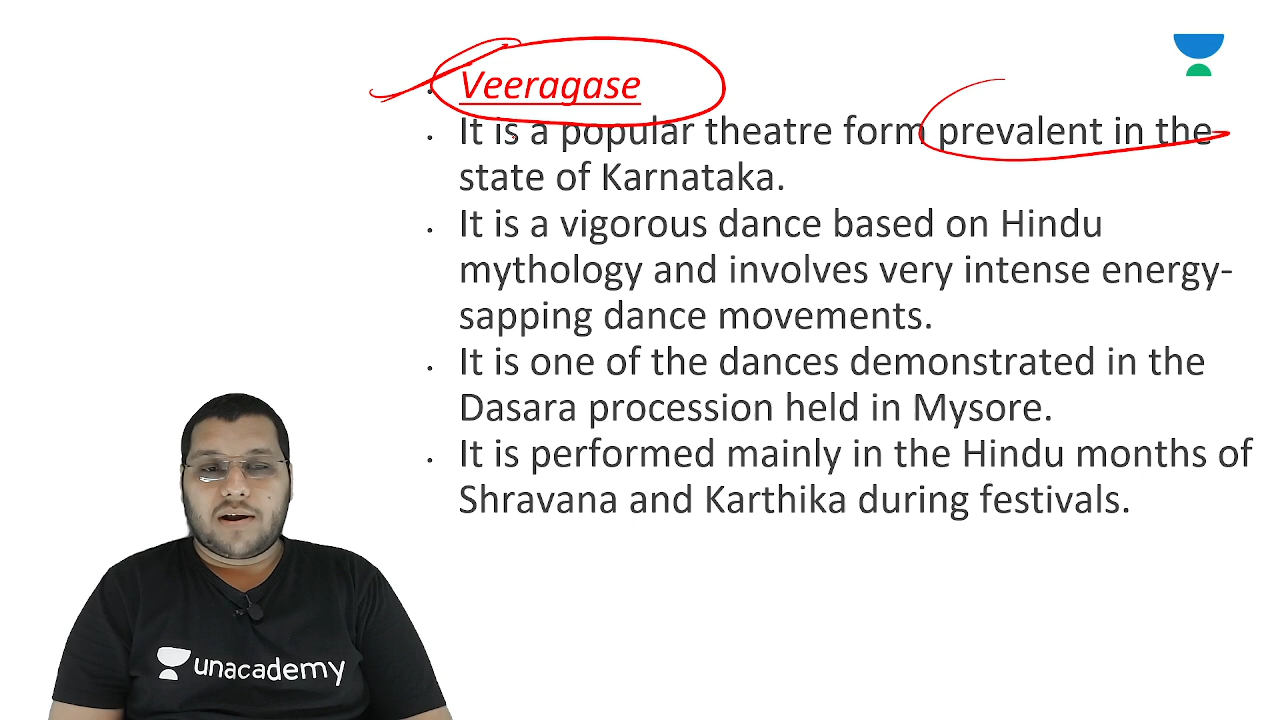 Veeragase
It is a popular theatre form prevalent in the
state of Karnataka.
It is a vigorous dance based on Hindu
mythology and involves very intense energy-
sapping dance movements.
It is one of the dances demonstrated in the
Dasara procession held in Mysore.
It is performed mainly in the Hindu months of
Shravana and Karthika during festivals.
unacademy